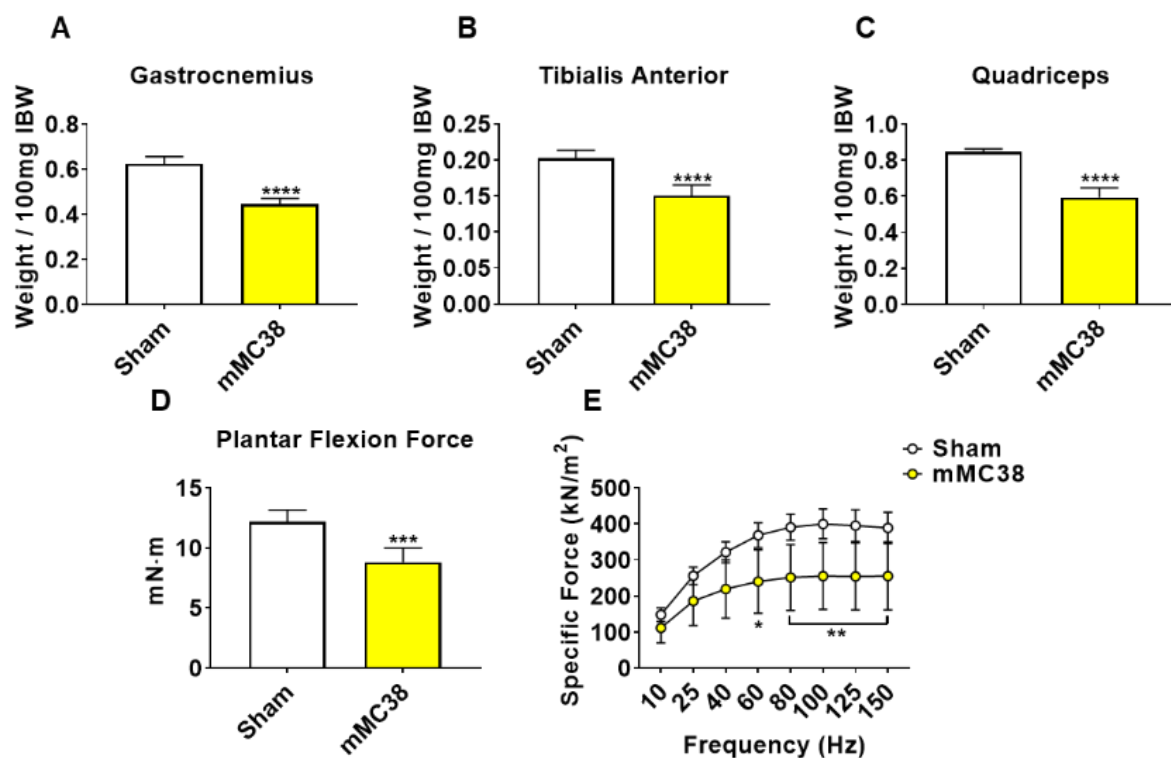 A
Gastrocnemius
Weight / 100mg IBW
0.8
0.6
0.4
0.2
0.0
****
Sham
mMC38
B
Tibialis Anterior
Weight / 100mg IBW
0.25
0.20
0.15
0.10
0.05
0.00
****
Sham
mMC38
C
Quadriceps
Weight / 100mg IBW
1.0
0.8
0.6
0.4
0.2
0.0
****
Sham
mMC38
D
Plantar Flexion Force
mN·m
15
10
5
0
***
Sham
mMC38
E
Sham
mMC38
Specific Force (kN/m²)
500
400
300
200
100
0
*
**
10
25
40
60
80
100
125
150
Frequency (Hz)